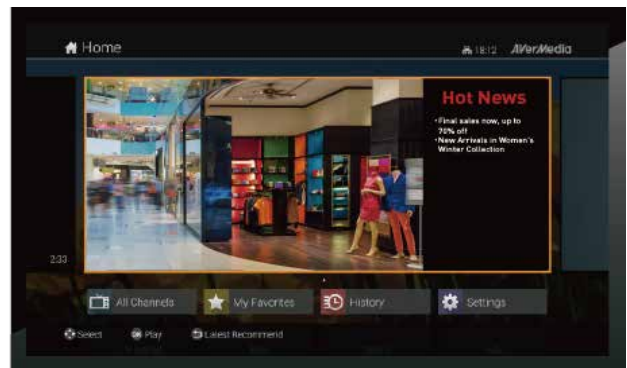 Home
18:12 AVerMedia
Hot News
•Final sales now, up to
70% off
•New Arrivals in Women's
Winter Collection
2:33
All Channels
My Favorites
History
Settings
Select
OK Play
Latest Recommend